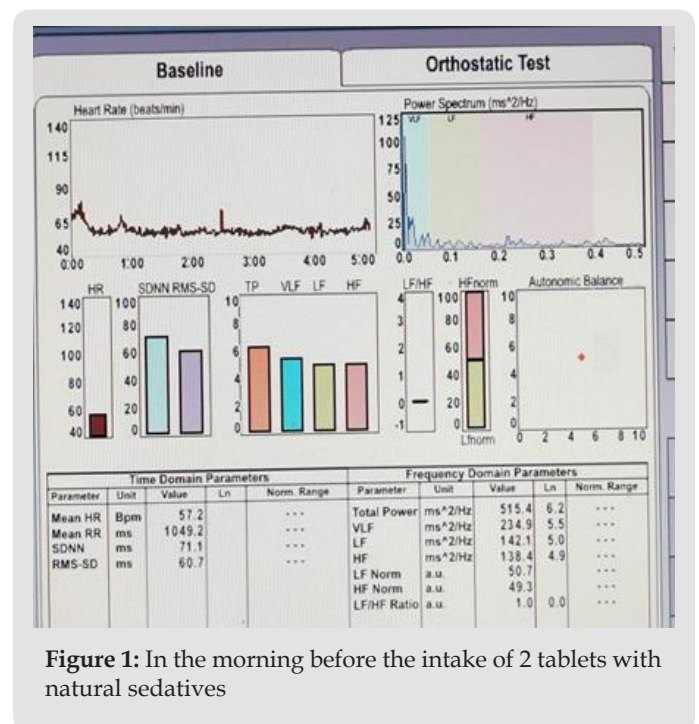 Baseline
Orthostatic Test
Heart Rate (beats/min)
140
115
90
65
40
0:00 1:00 2:00 3:00 4:00 5:00
Power Spectrum (ms^2/Hz)
VLF LF HF
125
100
75
50
25
0
0.0 0.1 0.2 0.3 0.4 0.5
HR
140
120
100
80
60
40
SDNN RMS-SD
100
80
60
40
20
0
TP VLF LF HF
10
8
6
4
2
0
LF/HF
4
3
2
1
0
-1
HFnorm
100
80
60
40
20
0
Lfnorm
Autonomic Balance
10
8
6
4
2
0
0 2 4 6 8 10
Time Domain Parameters
Parameter Unit Value Ln Norm. Range
Mean HR Bpm 57.2 ---
Mean RR ms 1049.2 ---
SDNN ms 71.1 ---
RMS-SD ms 60.7 ---
Frequency Domain Parameters
Parameter Unit Value Ln Norm. Range
Total Power ms^2/Hz 515.4 6.2 ---
VLF ms^2/Hz 234.9 5.5 ---
LF ms^2/Hz 142.1 5.0 ---
HF ms^2/Hz 138.4 4.9 ---
LF Norm a.u. 50.7 ---
HF Norm a.u. 49.3 ---
LF/HF Ratio a.u. 1.0 0.0 ---
Figure 1: In the morning before the intake of 2 tablets with
natural sedatives